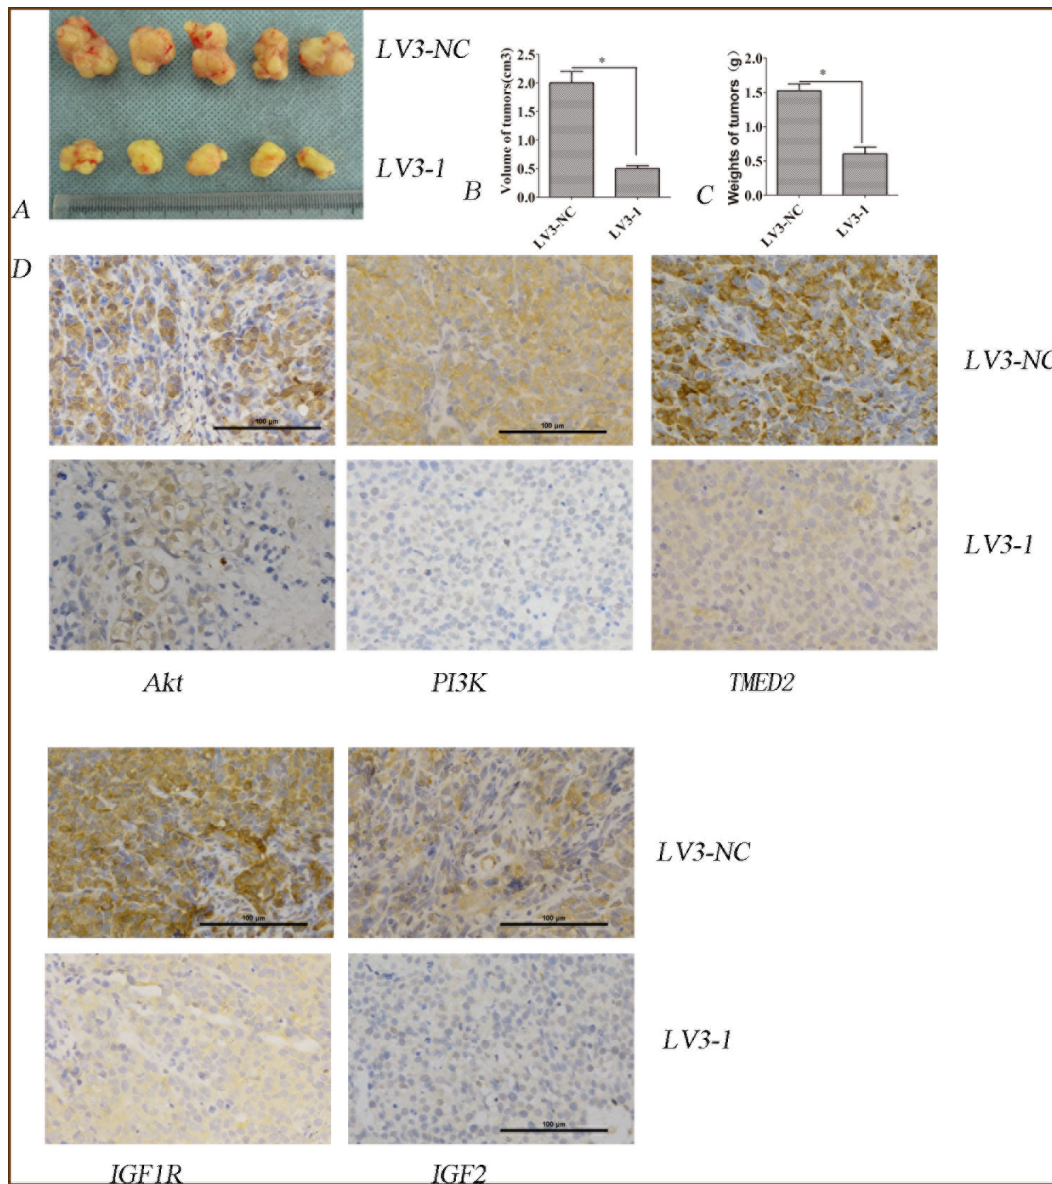 LV3-NC
LV3-1
A
B
Volume of tumors(cm3)
2.5
2.0
1.5
1.0
0.5
0.0
*
LV3-NC
LV3-1
C
Weights of tumors (g)
2.0
1.5
1.0
0.5
0.0
*
LV3-NC
LV3-1
D
100 μm
100 μm
LV3-NC
LV3-1
Akt
PI3K
TMED2
100 μm
100 μm
LV3-NC
100 μm
LV3-1
IGF1R
IGF2